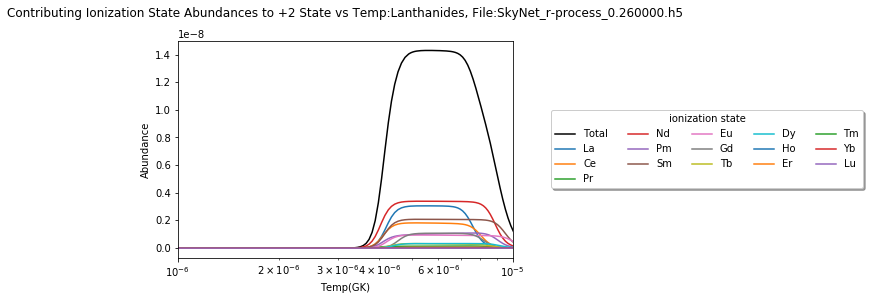 Contributing Ionization State Abundances to +2 State vs Temp:Lanthanides, File:SkyNet_r-process_0.260000.h5
1e−8
1.4
1.2
1.0
0.8
0.6
0.4
0.2
0.0
Abundance
10⁻⁶ 2 × 10⁻⁶ 3 × 10⁻⁶ 4 × 10⁻⁶ 6 × 10⁻⁶ 10⁻⁵
Temp(GK)
ionization state
Total Nd Eu Dy Tm
La Pm Gd Ho Yb
Ce Sm Tb Er Lu
Pr